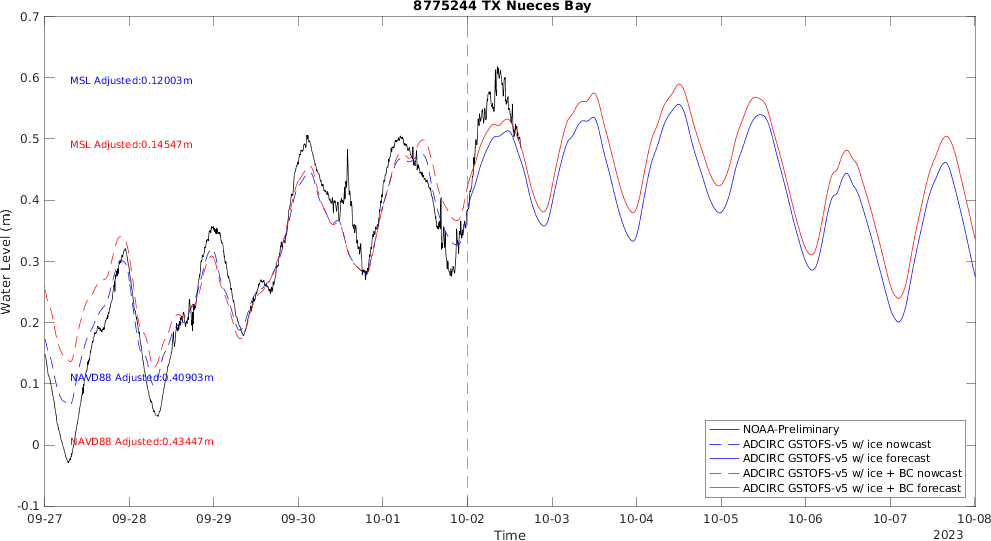 8775244 TX Nueces Bay
0.7
0.6
0.5
0.4
0.3
0.2
0.1
0
-0.1
Water Level (m)
MSL Adjusted:0.12003m
MSL Adjusted:0.14547m
NAVD88 Adjusted:0.40903m
NAVD88 Adjusted:0.43447m
NOAA-Preliminary
ADCIRC GSTOFS-v5 w/ ice nowcast
ADCIRC GSTOFS-v5 w/ ice forecast
ADCIRC GSTOFS-v5 w/ ice + BC nowcast
ADCIRC GSTOFS-v5 w/ ice + BC forecast
09-27 09-28 09-29 09-30 10-01 10-02 10-03 10-04 10-05 10-06 10-07 10-08
Time
2023